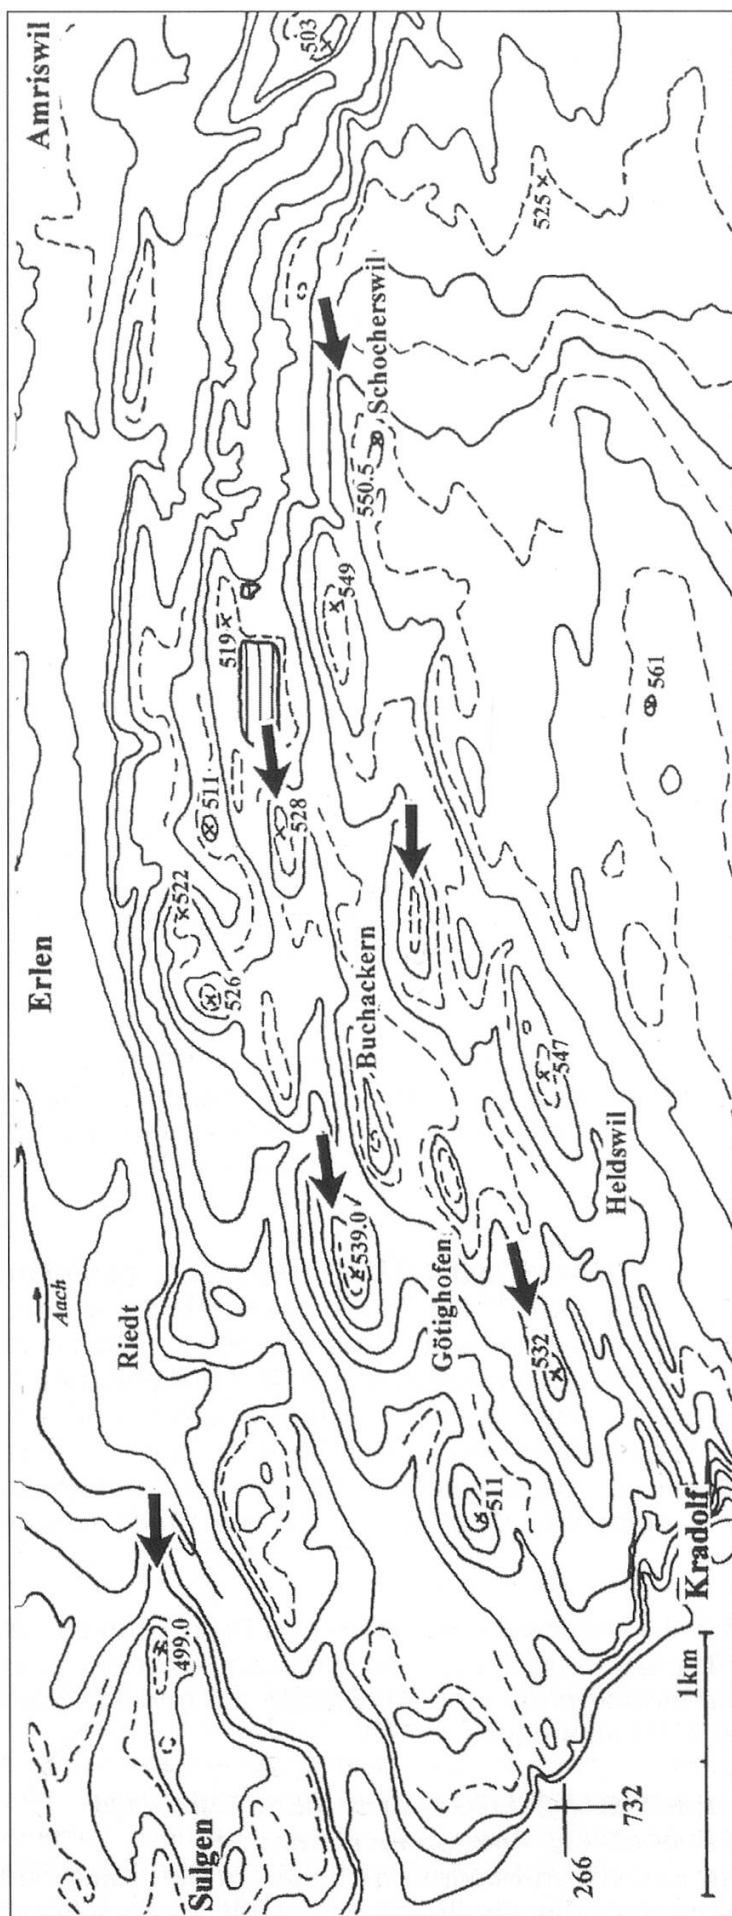 Amriswil
503
525
Schocherswil
550.5
549
519
561
511
528
522
Erlen
526
Buchackern
547
Heldswil
539.0
Götighofen
Aach
Riedt
532
511
Kradolf
499.0
1km
Sulgen
732
266